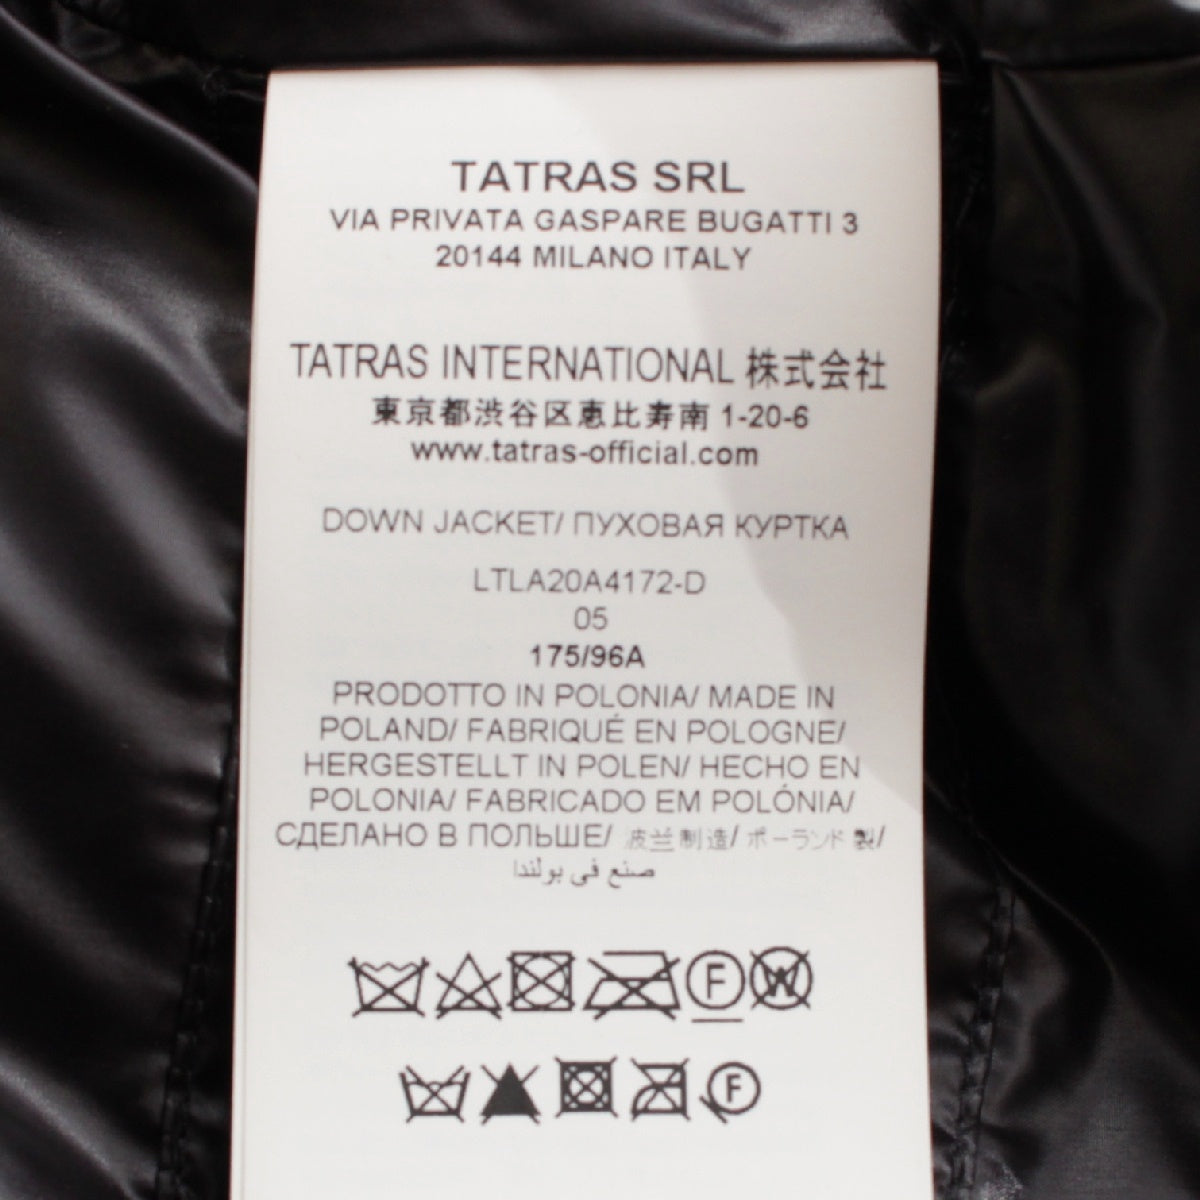 TATRAS SRL
VIA PRIVATA GASPARE BUGATTI 3
20144 MILANO ITALY
TATRAS INTERNATIONAL 株式会社
東京都渋谷区恵比寿南 1-20-6
www.tatras-official.com
DOWN JACKET/ ПУХОВАЯ КУРТКА
LTLA20A4172-D
05
175/96A
PRODOTTO IN POLONIA/ MADE IN
POLAND/ FABRIQUÉ EN POLOGNE/
HERGESTELLT IN POLEN/ HECHO EN
POLONIA/ FABRICADO EM POLÓNIA/
СДЕЛАНО В ПОЛЬШЕ/ 波兰制造/ ポーランド 製/
صنع في بولندا
F W
F